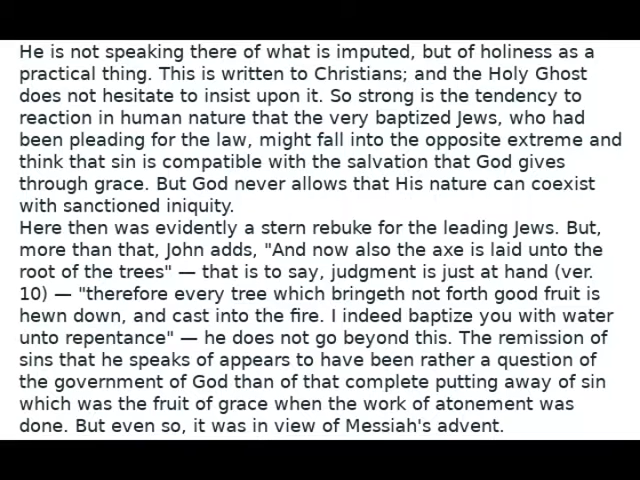 He is not speaking there of what is imputed, but of holiness as a
practical thing. This is written to Christians; and the Holy Ghost
does not hesitate to insist upon it. So strong is the tendency to
reaction in human nature that the very baptized Jews, who had
been pleading for the law, might fall into the opposite extreme and
think that sin is compatible with the salvation that God gives
through grace. But God never allows that His nature can coexist
with sanctioned iniquity.
Here then was evidently a stern rebuke for the leading Jews. But,
more than that, John adds, "And now also the axe is laid unto the
root of the trees" — that is to say, judgment is just at hand (ver.
10) — "therefore every tree which bringeth not forth good fruit is
hewn down, and cast into the fire. I indeed baptize you with water
unto repentance" — he does not go beyond this. The remission of
sins that he speaks of appears to have been rather a question of
the government of God than of that complete putting away of sin
which was the fruit of grace when the work of atonement was
done. But even so, it was in view of Messiah's advent.